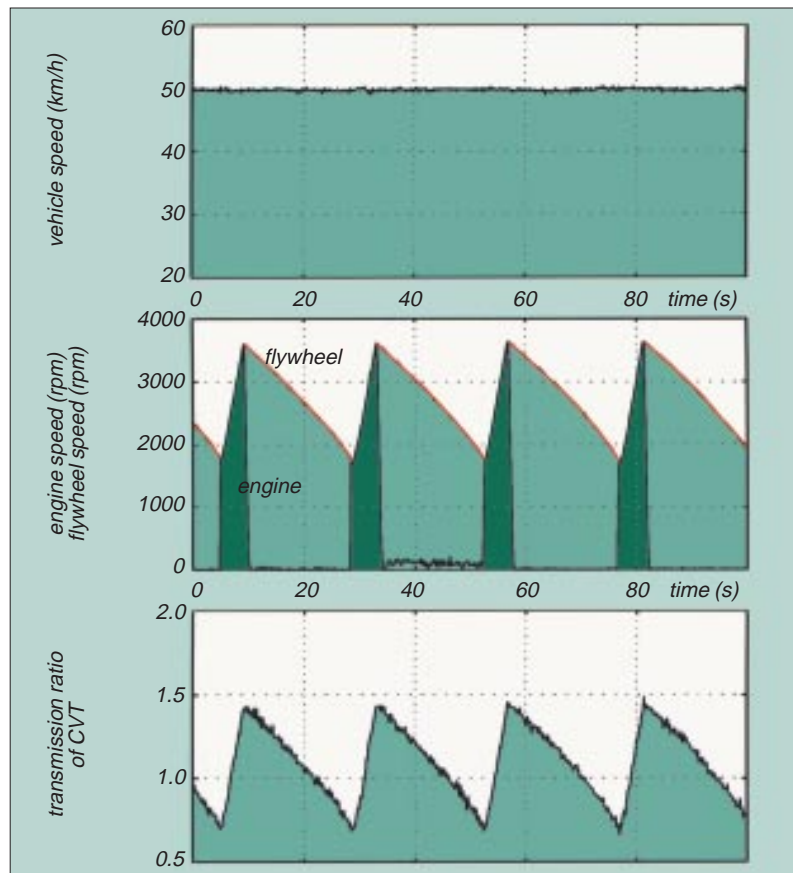 vehicle speed (km/h)
60
50
40
30
20
0 20 40 60 80 time (s)
engine speed (rpm)
flywheel speed (rpm)
4000
3000
2000
1000
0
flywheel
engine
0 20 40 60 80 time (s)
transmission ratio
of CVT
2.0
1.5
1.0
0.5